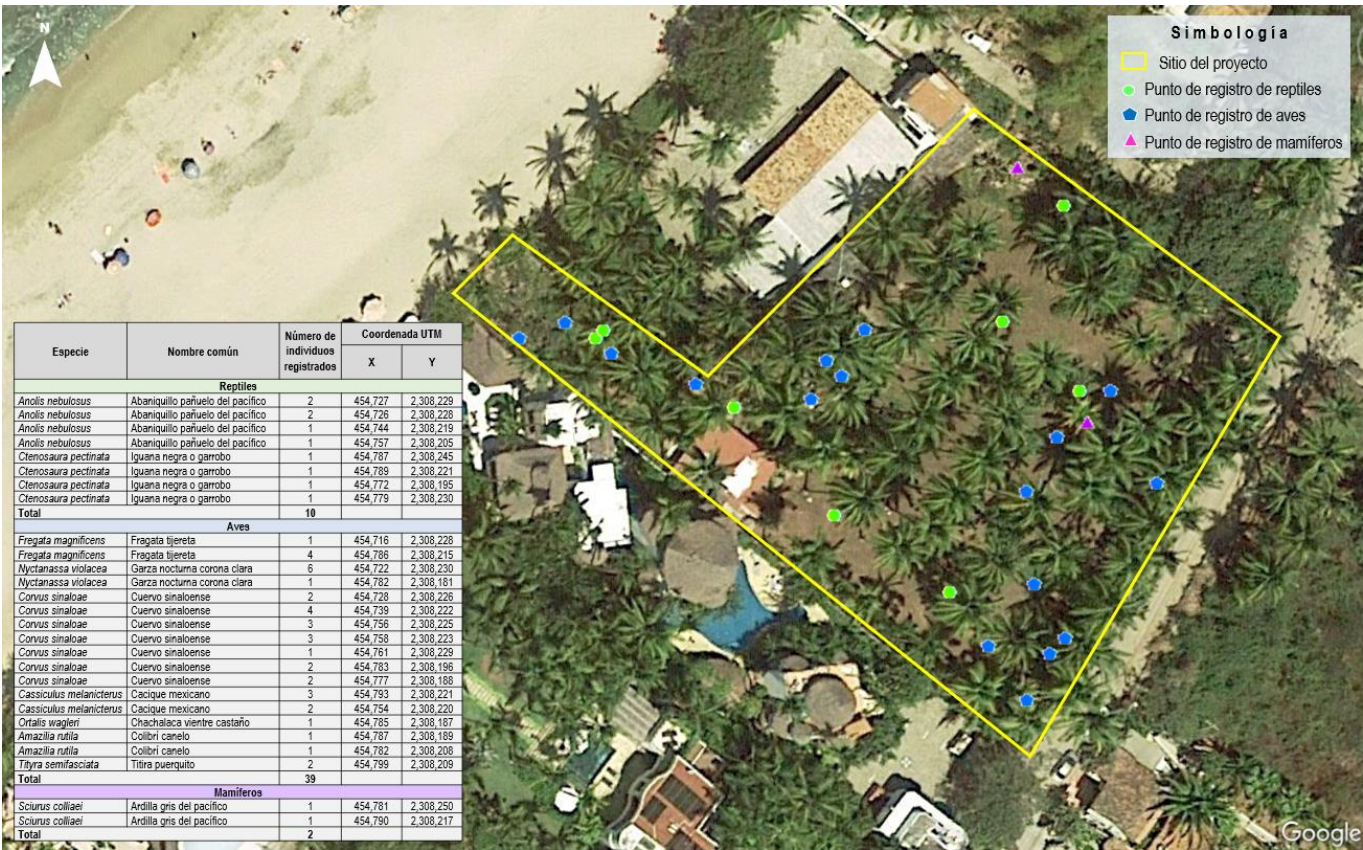 N
Simbología
Sitio del proyecto
Punto de registro de reptiles
Punto de registro de aves
Punto de registro de mamíferos
Especie Nombre común Número de individuos registrados Coordenada UTM
X Y
Reptiles
Anolis nebulosus Abaniquillo pañuelo del pacífico 2 454,727 2,308,229
Anolis nebulosus Abaniquillo pañuelo del pacífico 2 454,726 2,308,228
Anolis nebulosus Abaniquillo pañuelo del pacífico 1 454,744 2,308,219
Anolis nebulosus Abaniquillo pañuelo del pacífico 1 454,757 2,308,205
Ctenosaura pectinata Iguana negra o garrobo 1 454,787 2,308,245
Ctenosaura pectinata Iguana negra o garrobo 1 454,789 2,308,221
Ctenosaura pectinata Iguana negra o garrobo 1 454,772 2,308,195
Ctenosaura pectinata Iguana negra o garrobo 1 454,779 2,308,230
Total 10
Aves
Fregata magnificens Fragata tijereta 1 454,716 2,308,228
Fregata magnificens Fragata tijereta 4 454,786 2,308,215
Nyctanassa violacea Garza nocturna corona clara 6 454,722 2,308,230
Nyctanassa violacea Garza nocturna corona clara 1 454,782 2,308,181
Corvus sinaloae Cuervo sinaloense 2 454,728 2,308,226
Corvus sinaloae Cuervo sinaloense 4 454,739 2,308,222
Corvus sinaloae Cuervo sinaloense 3 454,756 2,308,225
Corvus sinaloae Cuervo sinaloense 3 454,758 2,308,223
Corvus sinaloae Cuervo sinaloense 1 454,761 2,308,229
Corvus sinaloae Cuervo sinaloense 2 454,783 2,308,196
Corvus sinaloae Cuervo sinaloense 2 454,777 2,308,188
Cassiculus melanicterus Cacique mexicano 3 454,793 2,308,221
Cassiculus melanicterus Cacique mexicano 2 454,754 2,308,220
Ortalis wagleri Chachalaca vientre castaño 1 454,785 2,308,187
Amazilia rutila Colibrí canelo 1 454,787 2,308,189
Amazilia rutila Colibrí canelo 1 454,782 2,308,208
Tityra semifasciata Titira puerquito 2 454,799 2,308,209
Total 39
Mamíferos
Sciurus colliaei Ardilla gris del pacífico 1 454,781 2,308,250
Sciurus colliaei Ardilla gris del pacífico 1 454,790 2,308,217
Total 2
Google